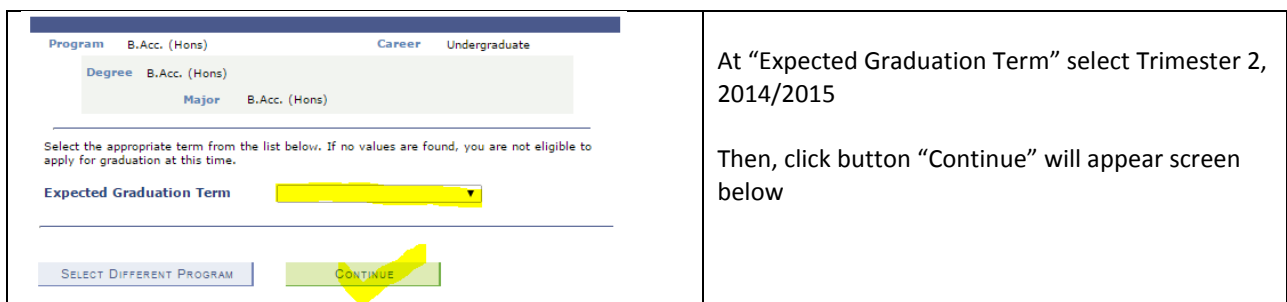 Program B.Acc. (Hons) Career Undergraduate
Degree B.Acc. (Hons)
Major B.Acc. (Hons)
Select the appropriate term from the list below. If no values are found, you are not eligible to
apply for graduation at this time.
Expected Graduation Term
SELECT DIFFERENT PROGRAM CONTINUE
At “Expected Graduation Term” select Trimester 2,
2014/2015
Then, click button “Continue” will appear screen
below